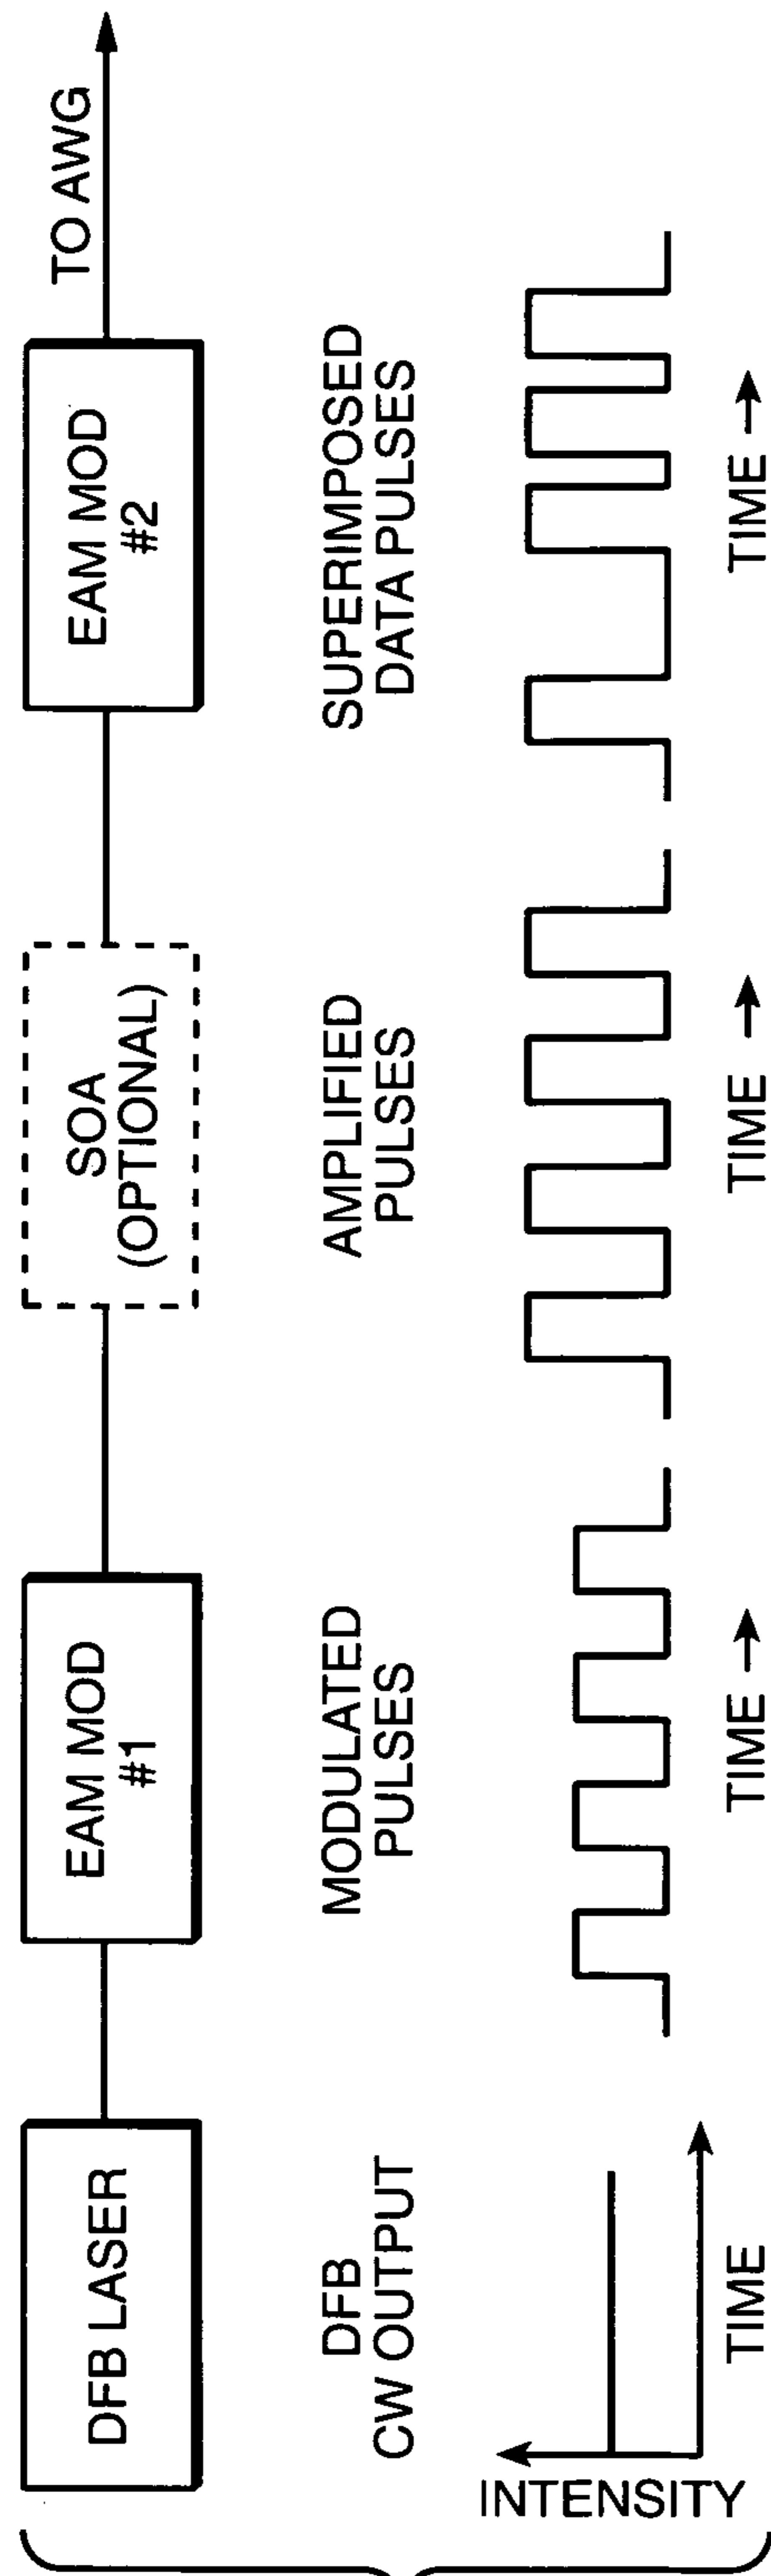 DFB LASER
EAM MOD
#1
SOA
(OPTIONAL)
EAM MOD
#2
TO AWG
DFB
CW OUTPUT
MODULATED
PULSES
AMPLIFIED
PULSES
SUPERIMPOSED
DATA PULSES
INTENSITY
TIME
TIME
TIME
TIME